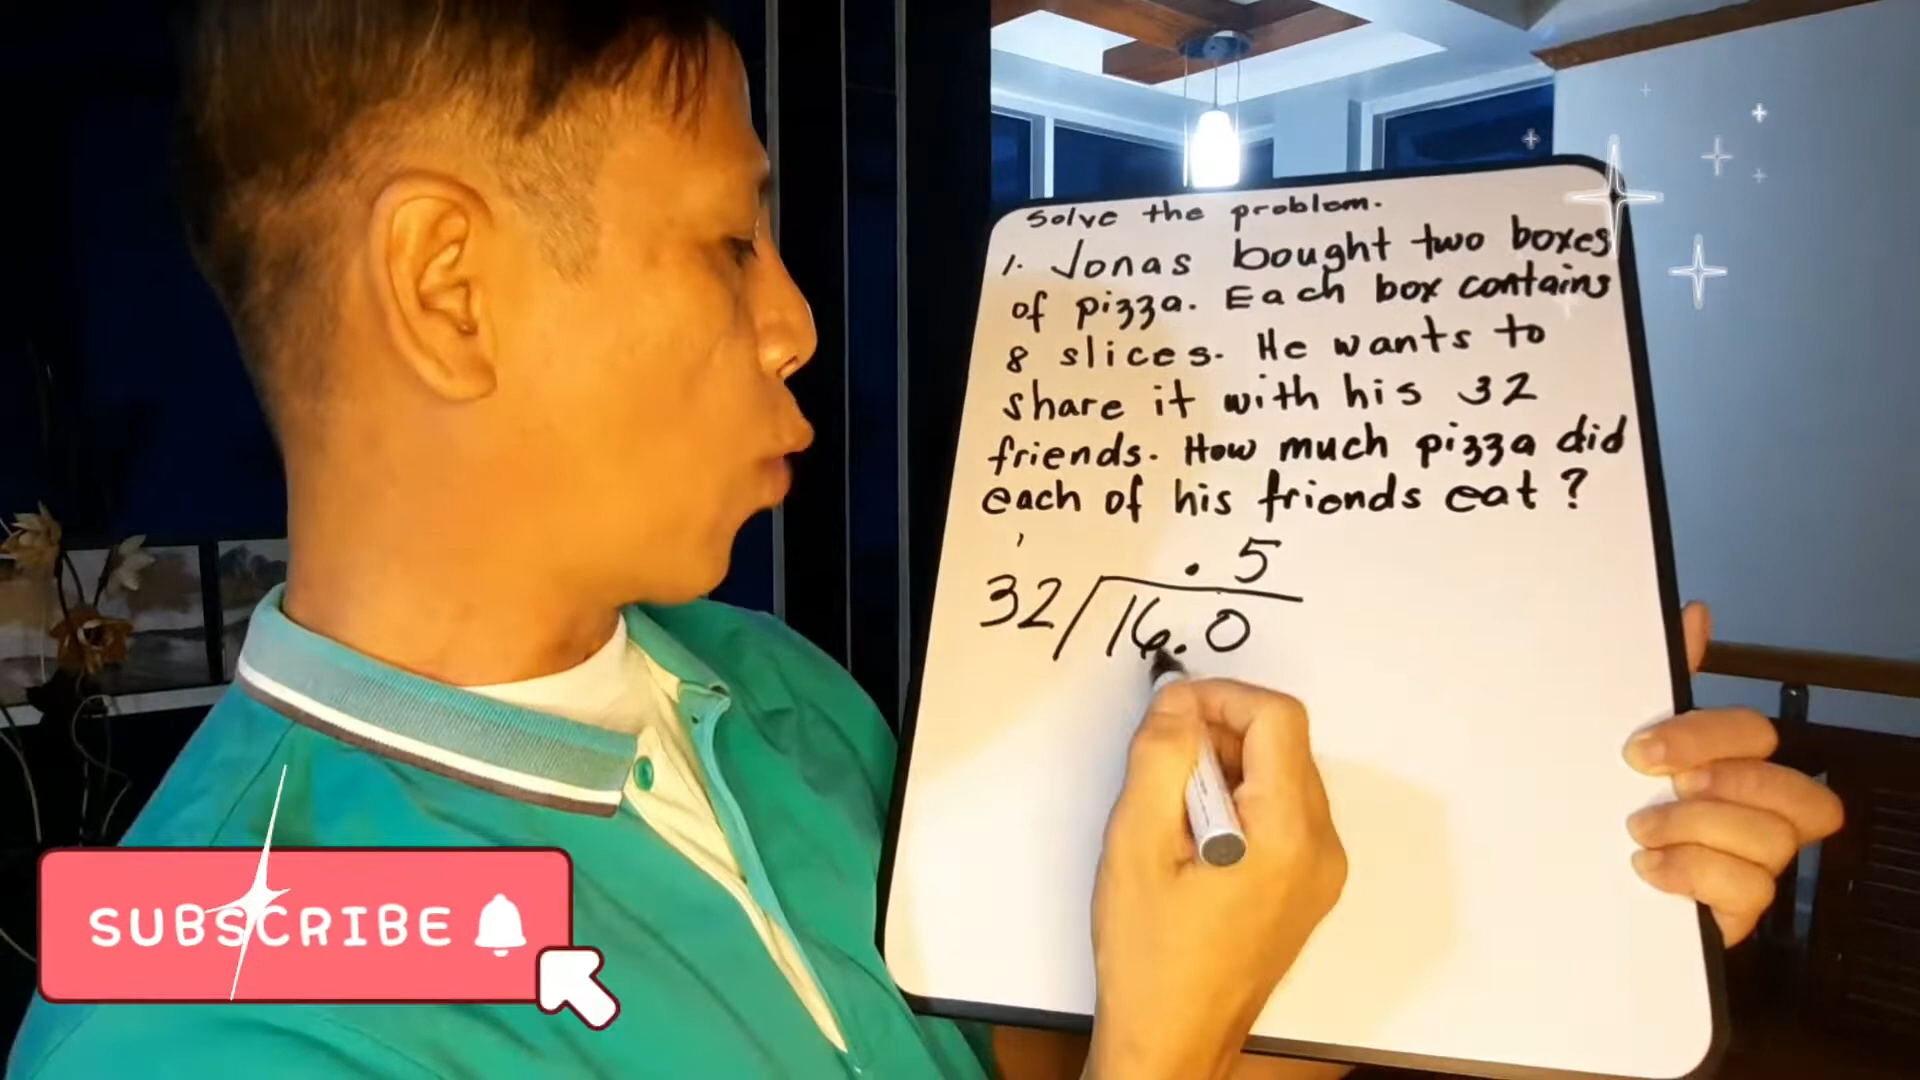 Solve the problem.
1. Jonas bought two boxes
of pizza. Each box contains
8 slices. He wants to
share it with his 32
friends. How much pizza did
each of his friends eat?
.5
32/16.0
SUBSCRIBE